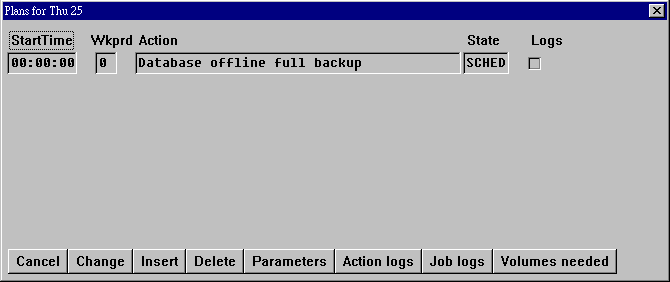 Plans for Thu 25
StartTime Wkprd Action State Logs
00:00:00 0 Database offline full backup SCHED
Cancel Change Insert Delete Parameters Action logs Job logs Volumes needed